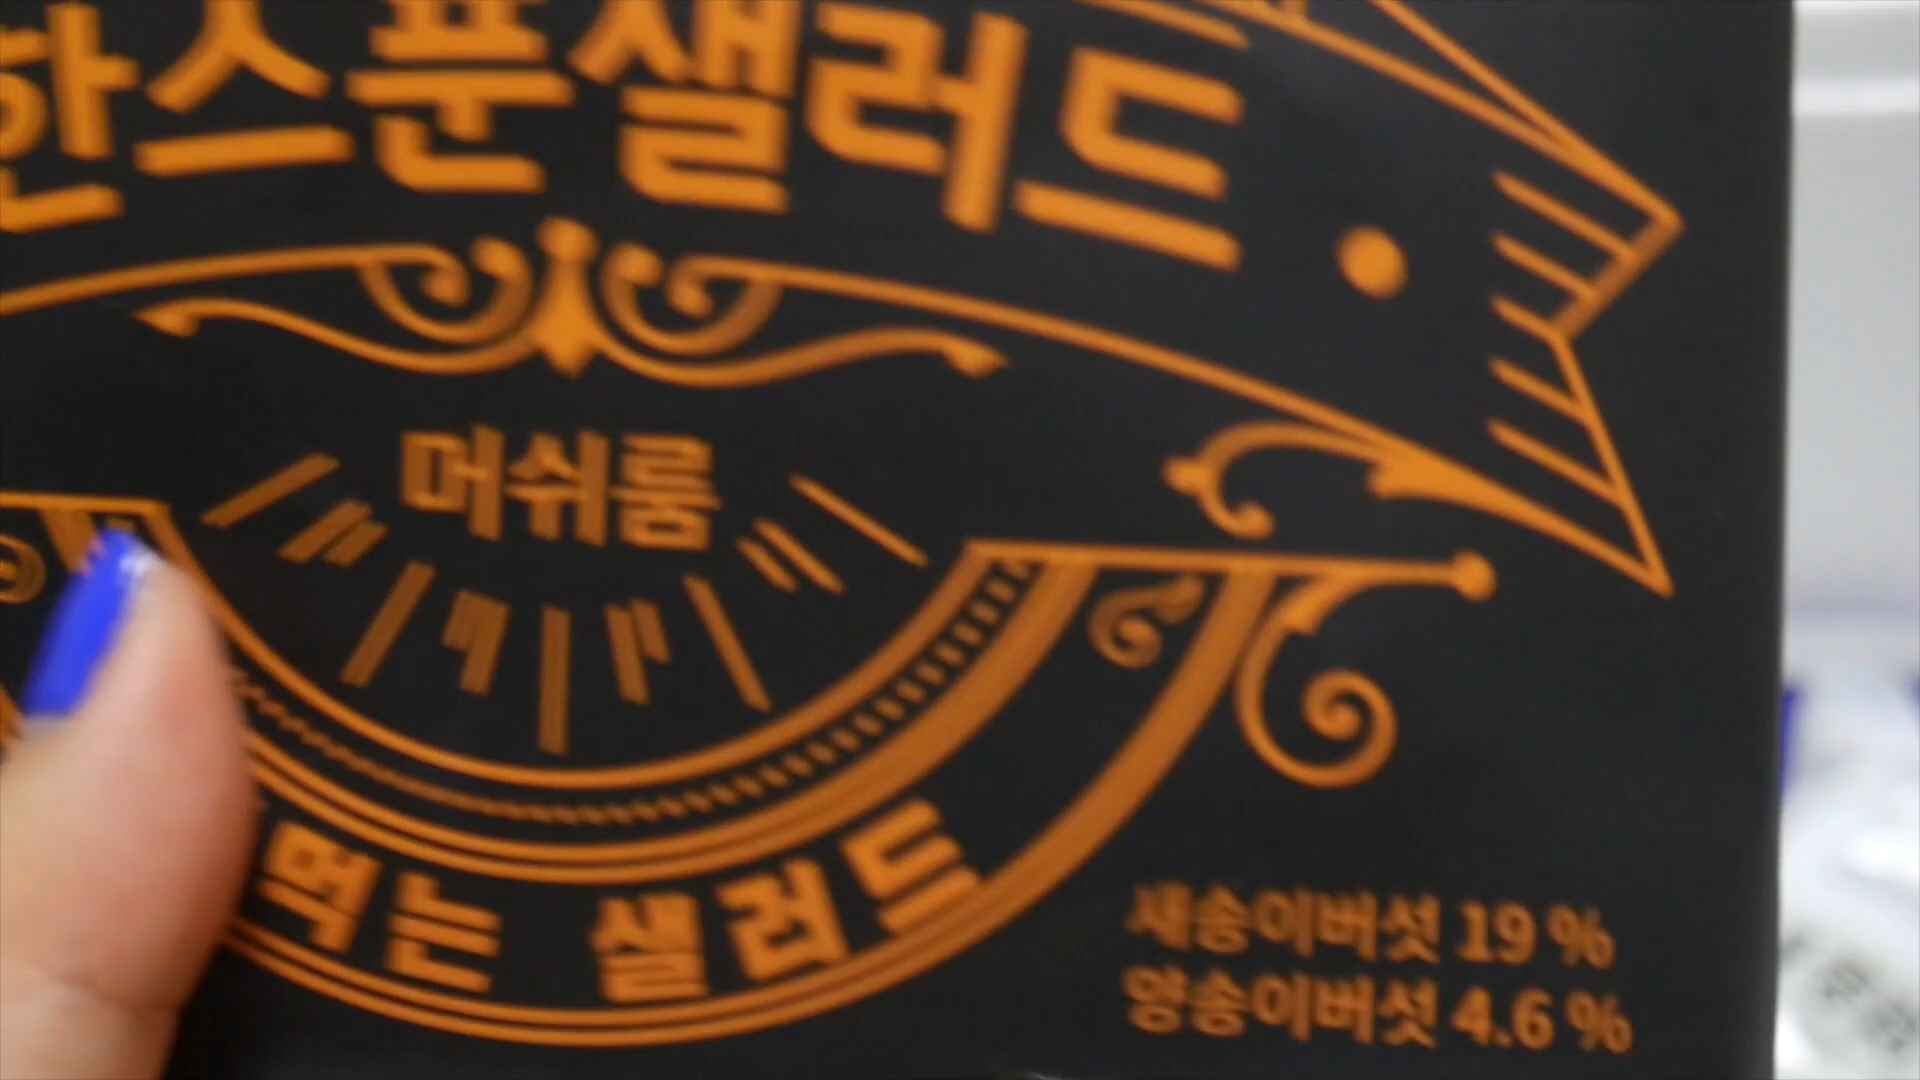 한스푼샐러드
머쉬룸
먹는 샐러드
새송이버섯 19 %
양송이버섯 4.6 %